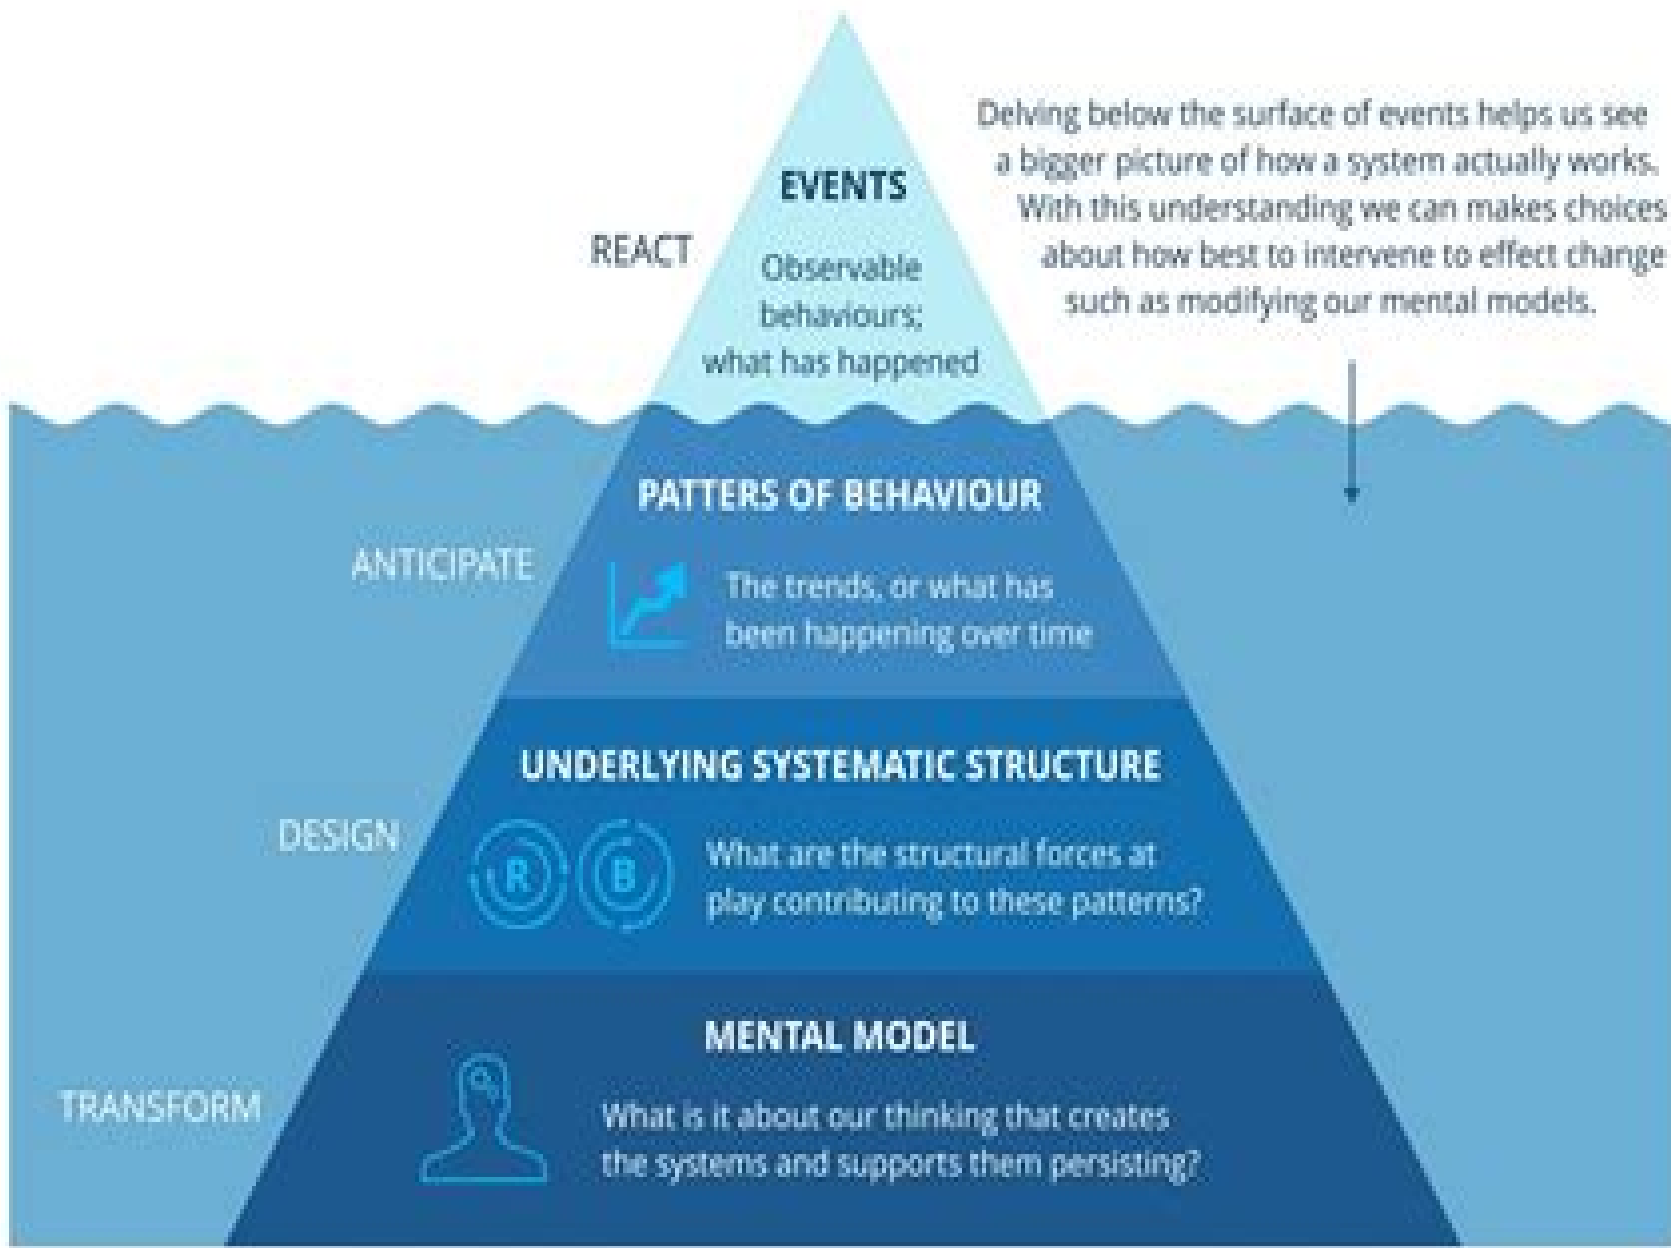 Delving below the surface of events helps us see
a bigger picture of how a system actually works.
With this understanding we can makes choices
about how best to intervene to effect change
such as modifying our mental models.
EVENTS
REACT
Observable
behaviours;
what has happened
PATTERS OF BEHAVIOUR
ANTICIPATE
The trends, or what has
been happening over time
UNDERLYING SYSTEMATIC STRUCTURE
DESIGN
R B
What are the structural forces at
play contributing to these patterns?
MENTAL MODEL
TRANSFORM
What is it about our thinking that creates
the systems and supports them persisting?